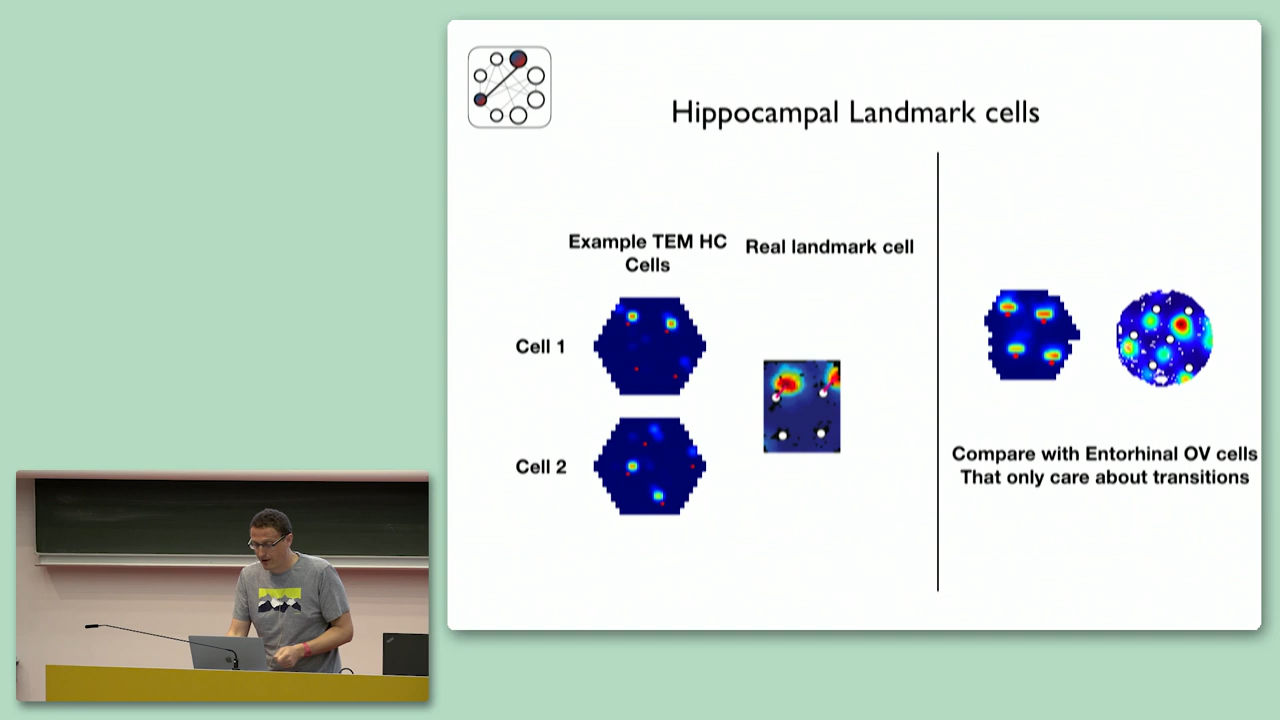 Hippocampal Landmark cells
Example TEM HC
Cells
Real landmark cell
Cell 1
Cell 2
Compare with Entorhinal OV cells
That only care about transitions